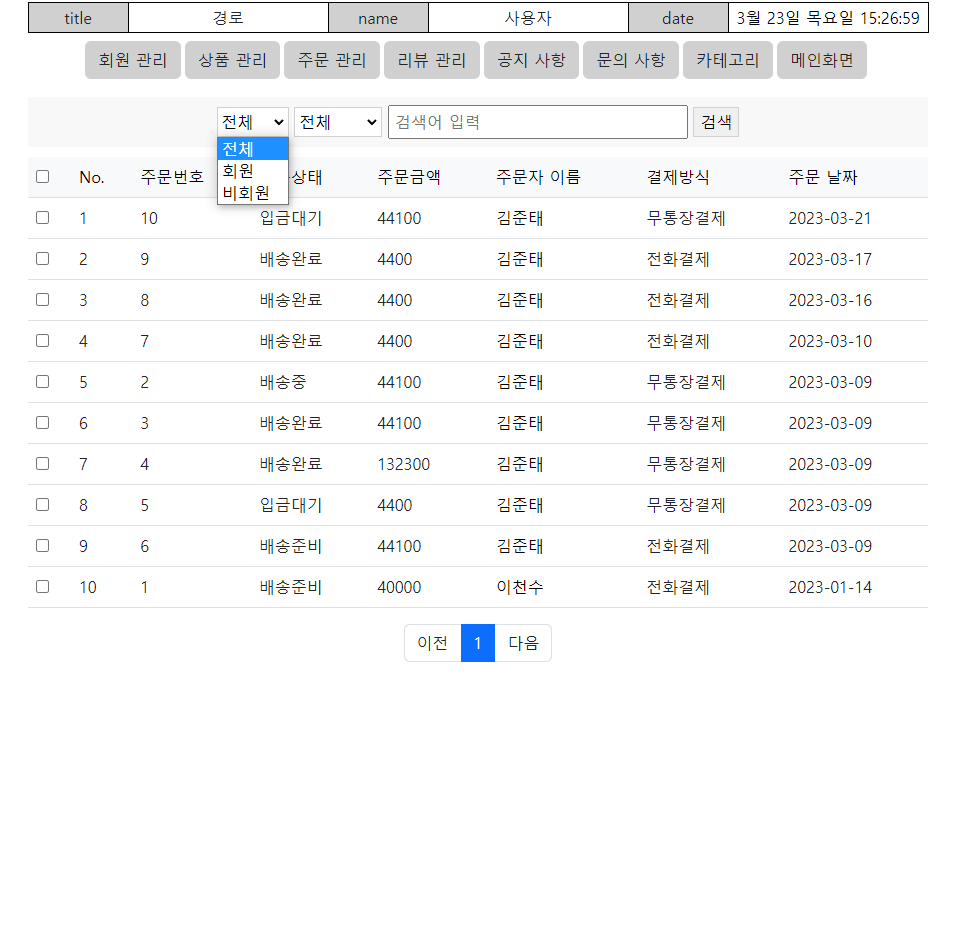 title 경로 name 사용자 date 3월 23일 목요일 15:26:59
회원 관리 상품 관리 주문 관리 리뷰 관리 공지 사항 문의 사항 카테고리 메인화면
전체 전체 검색어 입력 검색
전체
회원
비회원
No. 주문번호 상태 주문금액 주문자 이름 결제방식 주문 날짜
1 10 입금대기 44100 김준태 무통장결제 2023-03-21
2 9 배송완료 4400 김준태 전화결제 2023-03-17
3 8 배송완료 4400 김준태 전화결제 2023-03-16
4 7 배송완료 4400 김준태 전화결제 2023-03-10
5 2 배송중 44100 김준태 무통장결제 2023-03-09
6 3 배송완료 44100 김준태 무통장결제 2023-03-09
7 4 배송완료 132300 김준태 무통장결제 2023-03-09
8 5 입금대기 4400 김준태 무통장결제 2023-03-09
9 6 배송준비 44100 김준태 전화결제 2023-03-09
10 1 배송준비 40000 이천수 전화결제 2023-01-14
이전 1 다음